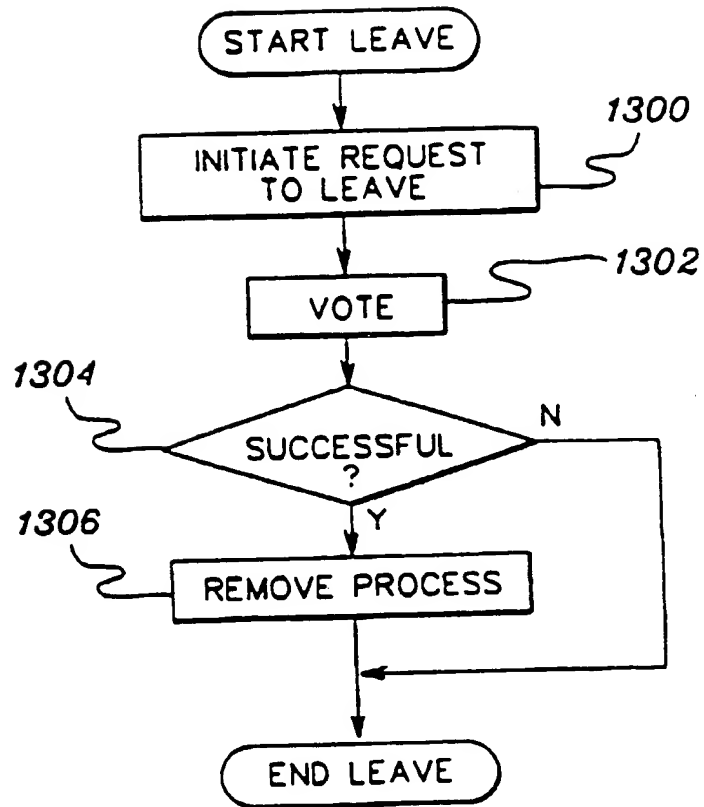 START LEAVE
1300
INITIATE REQUEST
TO LEAVE
1302
VOTE
1304
N
SUCCESSFUL
?
Y
1306
REMOVE PROCESS
END LEAVE